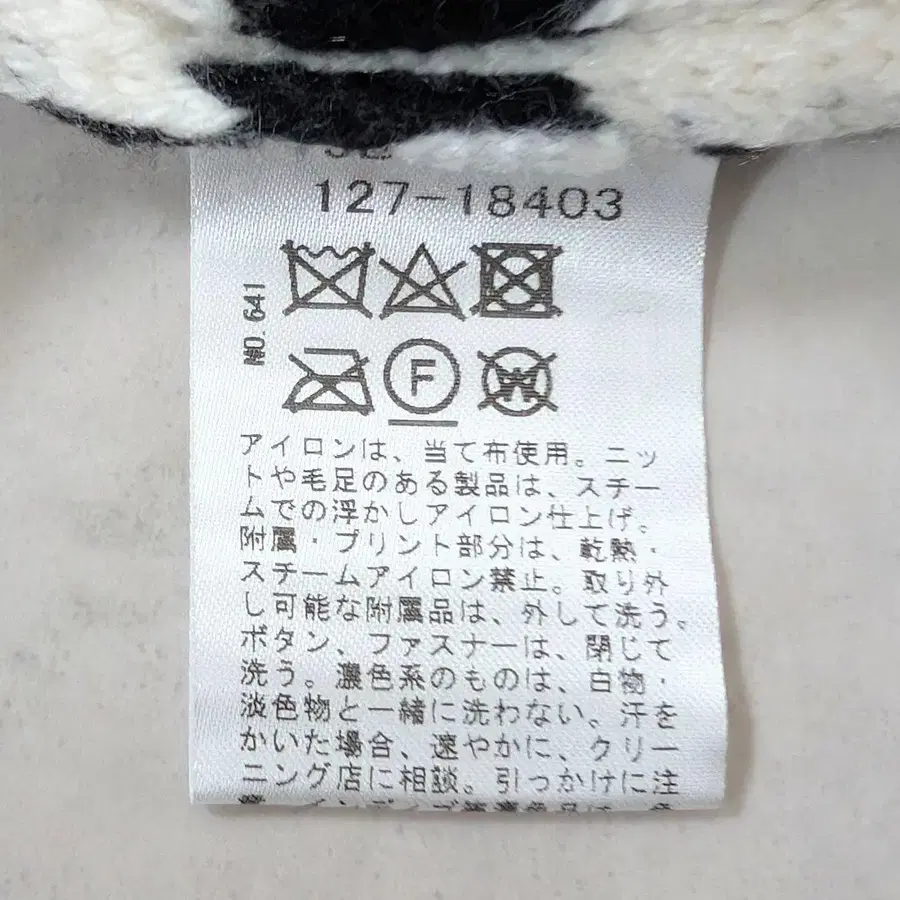 127-18403
NO. 641
F
W
アイロンは、当て布使用。ニッ
トや毛足のある製品は、スチー
ムでの浮かしアイロン仕上げ。
附属・プリント部分は、乾熱・
スチームアイロン禁止。取り外
し可能な附属品は、外して洗う。
ボタン、ファスナーは、閉じて
洗う。濃色系のものは、白物・
淡色物と一緒に洗わない。汗を
かいた場合、速やかに、クリー
ニング店に相談。引っかけに注